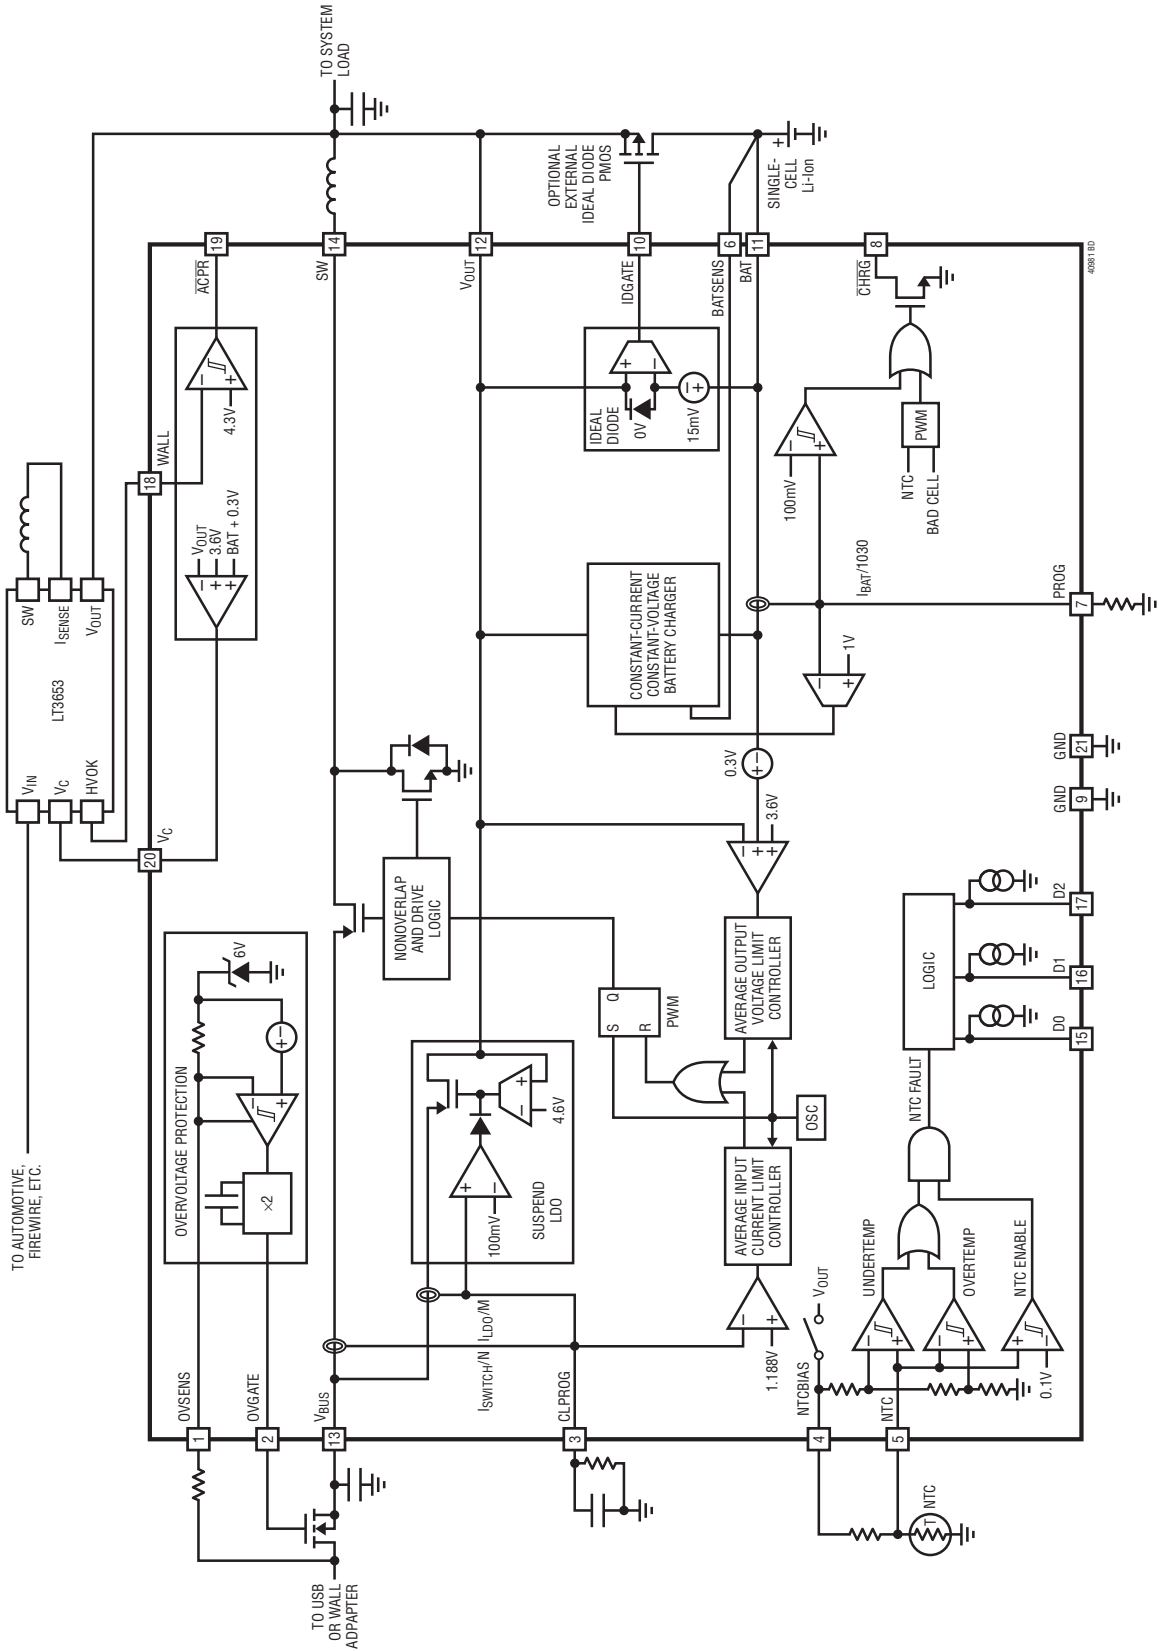 TO AUTOMOTIVE,
FIREWIRE, ETC.
VIN
VC
HVOK
LT3653
SW
ISENSE
VOUT
20
VC
18
WALL
VOUT
3.6V
BAT + 0.3V
–
+
+
4.3V
–
+
ACPR
19
TO USB
OR WALL
ADPAPTER
1
OVSENS
2
OVGATE
13
VBUS
OVERVOLTAGE PROTECTION
×2
–
+
+
–
6V
NONOVERLAP
AND DRIVE
LOGIC
SW
14
TO SYSTEM
LOAD
ISWITCH/N
ILDO/M
SUSPEND
LDO
100mV
+
–
4.6V
–
+
VOUT
12
OPTIONAL
EXTERNAL
IDEAL DIODE
PMOS
IDEAL
DIODE
0V
15mV
+
–
–
+
IDGATE
10
CLPROG
3
1.188V
–
+
AVERAGE INPUT
CURRENT LIMIT
CONTROLLER
OSC
S
R
Q
PWM
AVERAGE OUTPUT
VOLTAGE LIMIT
CONTROLLER
–
+
+
3.6V
0.3V
+
–
CONSTANT-CURRENT
CONSTANT-VOLTAGE
BATTERY CHARGER
–
+
1V
IBAT/1030
100mV
–
+
BATSENS
6
BAT
11
SINGLE-
CELL
Li-Ion
+
NTC
BAD CELL
PWM
CHRG
8
4
NTCBIAS
VOUT
5
NTC
T
NTC
UNDERTEMP
–
+
OVERTEMP
–
+
NTC ENABLE
+
–
0.1V
NTC FAULT
LOGIC
15
D0
16
D1
17
D2
9
GND
21
GND
7
PROG
40981 BD